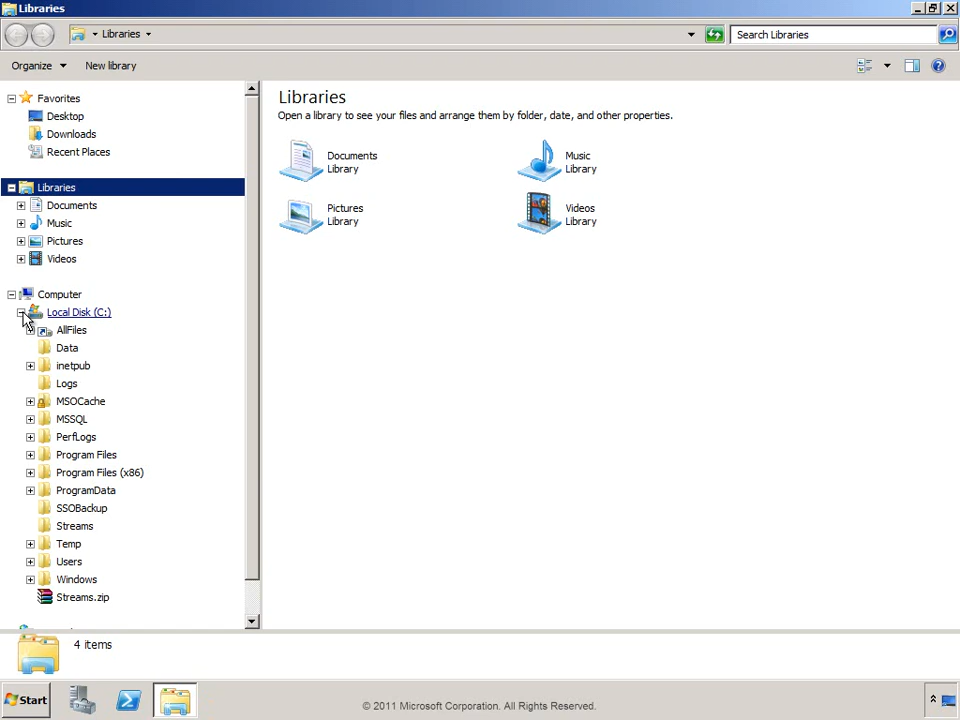 Libraries
Libraries
Search Libraries
Organize
New library
Favorites
Desktop
Downloads
Recent Places
Libraries
Documents
Music
Pictures
Videos
Computer
Local Disk (C:)
AllFiles
Data
inetpub
Logs
MSOCache
MSSQL
PerfLogs
Program Files
Program Files (x86)
ProgramData
SSOBackup
Streams
Temp
Users
Windows
Streams.zip
Libraries
Open a library to see your files and arrange them by folder, date, and other properties.
Documents
Library
Music
Library
Pictures
Library
Videos
Library
4 items
Start
© 2011 Microsoft Corporation. All Rights Reserved.